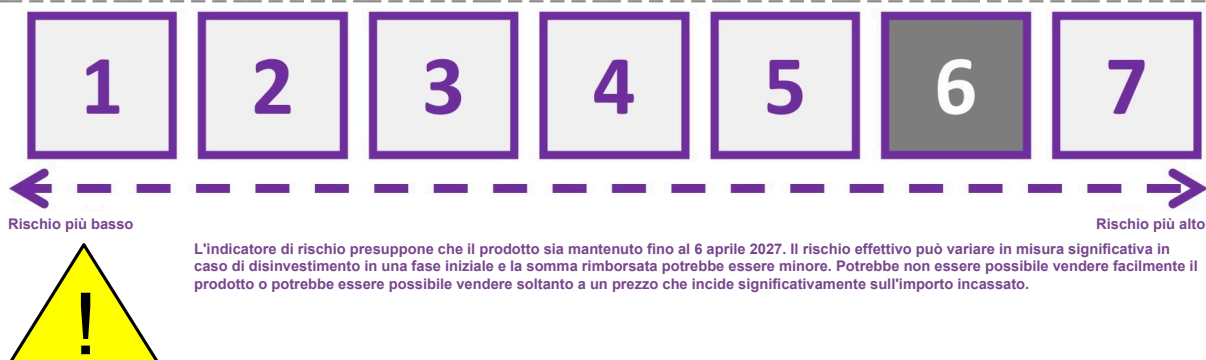 1 2 3 4 5 6 7
Rischio più basso Rischio più alto
L'indicatore di rischio presuppone che il prodotto sia mantenuto fino al 6 aprile 2027. Il rischio effettivo può variare in misura significativa in
caso di disinvestimento in una fase iniziale e la somma rimborsata potrebbe essere minore. Potrebbe non essere possibile vendere facilmente il
prodotto o potrebbe essere possibile vendere soltanto a un prezzo che incide significativamente sull'importo incassato.
!